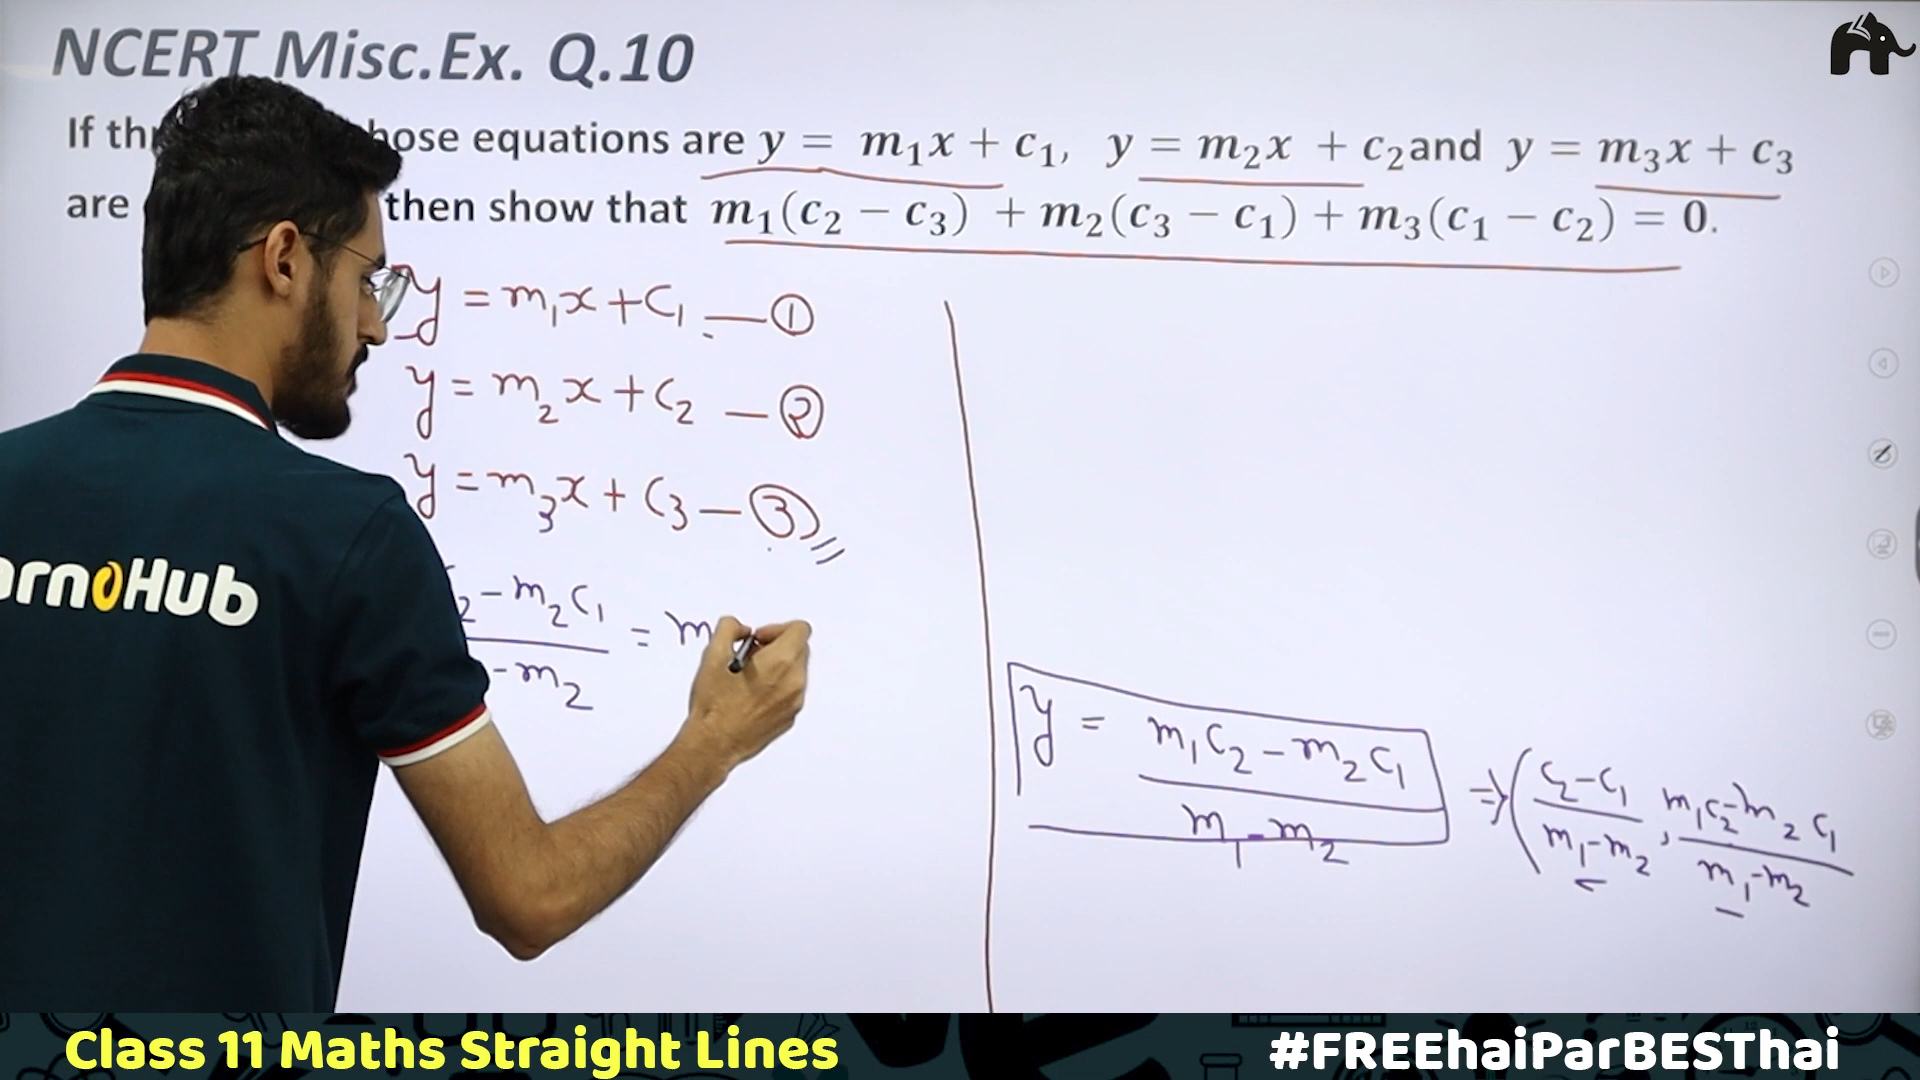 NCERT Misc.Ex. Q.10
If th hose equations are y = m₁x + c₁, y = m₂x + c₂and y = m₃x + c₃
are then show that m₁(c₂ − c₃) + m₂(c₃ − c₁) + m₃(c₁ − c₂) = 0.
y = m₁x + C₁ — ①
y = m₂x + C₂ — ②
y = m₃x + C₃ — ③
₂ - m₂C₁ / - m₂ = m
y = m₁C₂ - m₂C₁ / m₁ - m₂ ⇒ ( C₂ - C₁ / m₁ - m₂ , m₁C₂ - m₂C₁ / m₁ - m₂
arnoHub
Class 11 Maths Straight Lines
#FREEhaiParBESThai